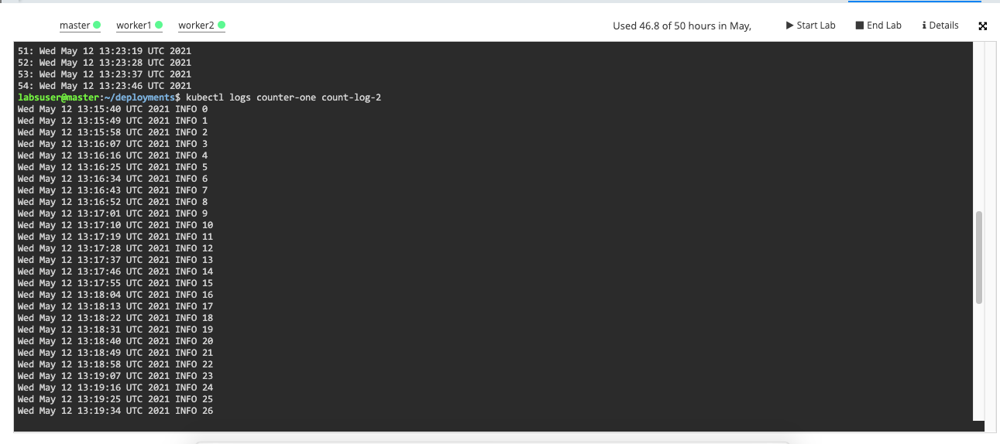 master worker1 worker2 Used 46.8 of 50 hours in May, Start Lab End Lab Details
51: Wed May 12 13:23:19 UTC 2021
52: Wed May 12 13:23:28 UTC 2021
53: Wed May 12 13:23:37 UTC 2021
54: Wed May 12 13:23:46 UTC 2021
labsuser@master:~/deployments$ kubectl logs counter-one count-log-2
Wed May 12 13:15:40 UTC 2021 INFO 0
Wed May 12 13:15:49 UTC 2021 INFO 1
Wed May 12 13:15:58 UTC 2021 INFO 2
Wed May 12 13:16:07 UTC 2021 INFO 3
Wed May 12 13:16:16 UTC 2021 INFO 4
Wed May 12 13:16:25 UTC 2021 INFO 5
Wed May 12 13:16:34 UTC 2021 INFO 6
Wed May 12 13:16:43 UTC 2021 INFO 7
Wed May 12 13:16:52 UTC 2021 INFO 8
Wed May 12 13:17:01 UTC 2021 INFO 9
Wed May 12 13:17:10 UTC 2021 INFO 10
Wed May 12 13:17:19 UTC 2021 INFO 11
Wed May 12 13:17:28 UTC 2021 INFO 12
Wed May 12 13:17:37 UTC 2021 INFO 13
Wed May 12 13:17:46 UTC 2021 INFO 14
Wed May 12 13:17:55 UTC 2021 INFO 15
Wed May 12 13:18:04 UTC 2021 INFO 16
Wed May 12 13:18:13 UTC 2021 INFO 17
Wed May 12 13:18:22 UTC 2021 INFO 18
Wed May 12 13:18:31 UTC 2021 INFO 19
Wed May 12 13:18:40 UTC 2021 INFO 20
Wed May 12 13:18:49 UTC 2021 INFO 21
Wed May 12 13:18:58 UTC 2021 INFO 22
Wed May 12 13:19:07 UTC 2021 INFO 23
Wed May 12 13:19:16 UTC 2021 INFO 24
Wed May 12 13:19:25 UTC 2021 INFO 25
Wed May 12 13:19:34 UTC 2021 INFO 26